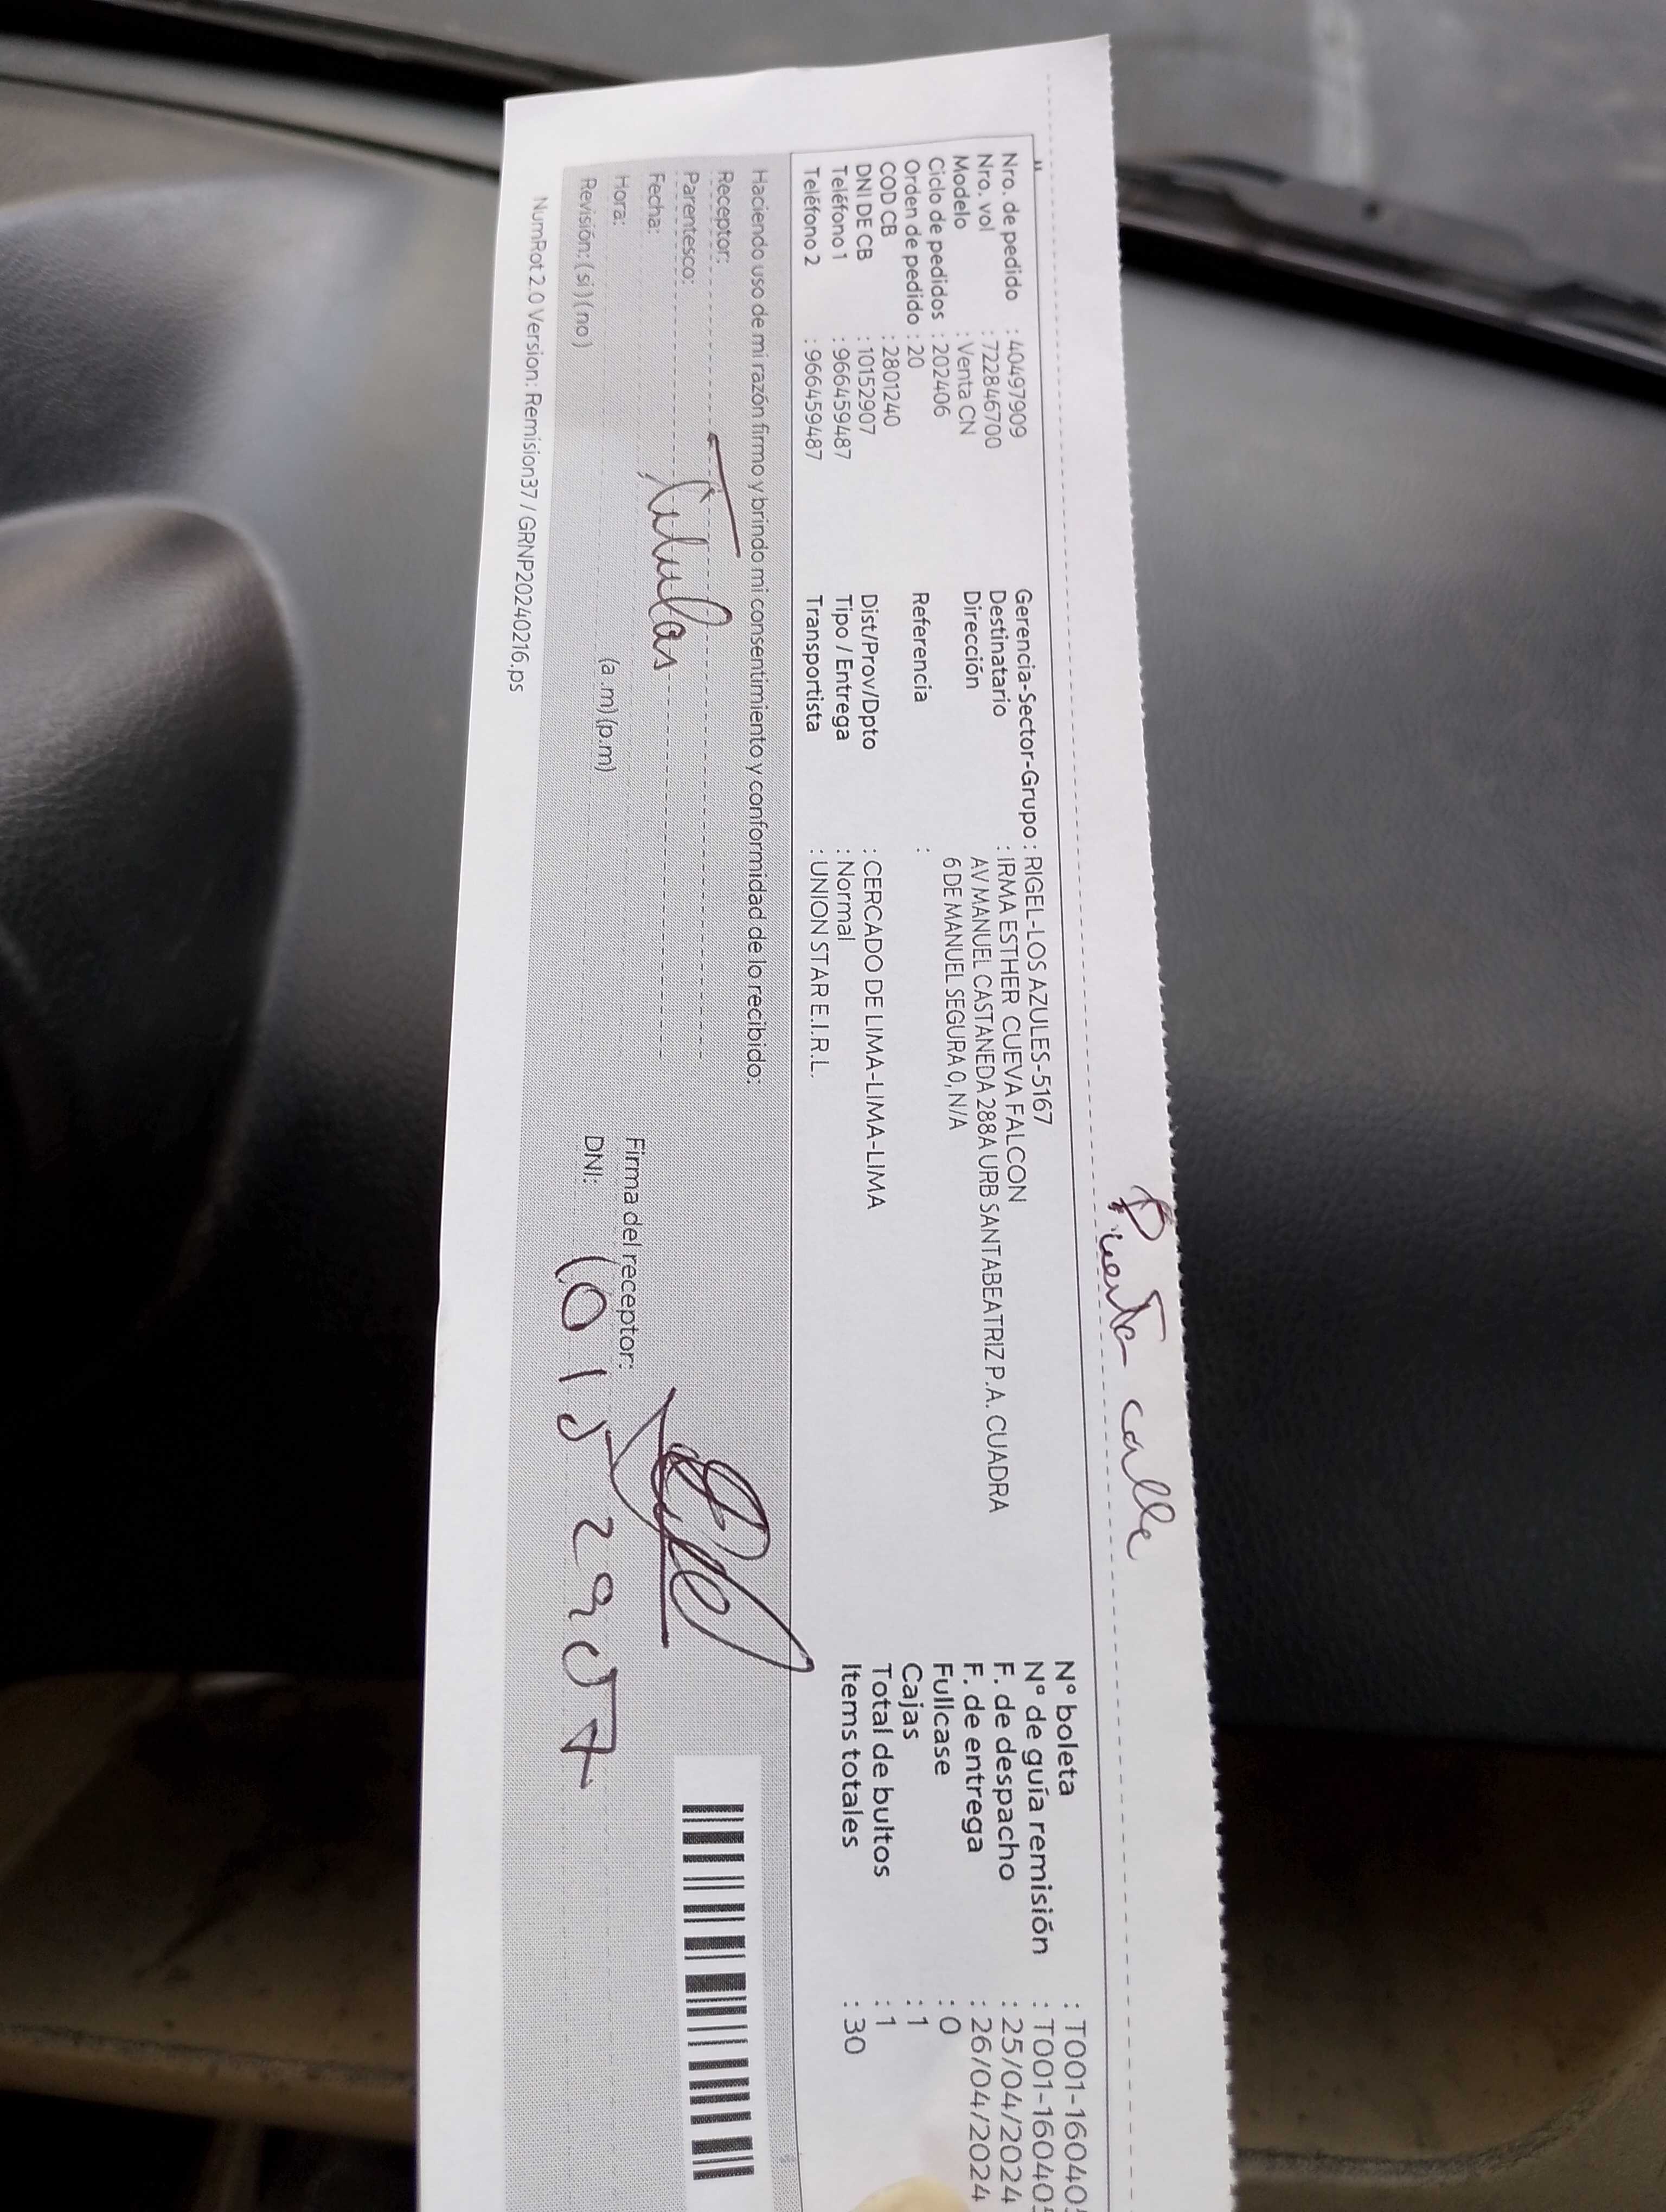 Puerta calle
Nro. de pedido : 40497909
Nro. vol : 722846700
Modelo : Venta CN
Ciclo de pedidos : 202406
Orden de pedido : 20
COD CB : 2801240
DNI DE CB : 10152907
Teléfono 1 : 966459487
Teléfono 2 : 966459487
Gerencia-Sector-Grupo : RIGEL-LOS AZULES-5167
Destinatario : IRMA ESTHER CUEVA FALCON
Dirección AV MANUEL CASTANEDA 288A URB SANTABEATRIZ P.A. CUADRA
6 DE MANUEL SEGURA 0, N/A
Referencia :
Dist/Prov/Dpto : CERCADO DE LIMA-LIMA-LIMA
Tipo / Entrega : Normal
Transportista : UNION STAR E.I.R.L.
Nº boleta : T001-16040
Nº de guía remisión : T001-16040
F. de despacho : 25/04/2024
F. de entrega : 26/04/2024
Fullcase : 0
Cajas : 1
Total de bultos : 1
Items totales : 30
Haciendo uso de mi razón firmo y brindo mi consentimiento y conformidad de lo recibido:
Receptor:
Parentesco: Titular
Fecha:
Hora: (a .m) (p.m)
Revisión: ( si ) ( no )
Firma del receptor:
DNI: 10152907
NumRot 2.0 Version: Remision37 / GRNP20240216.ps